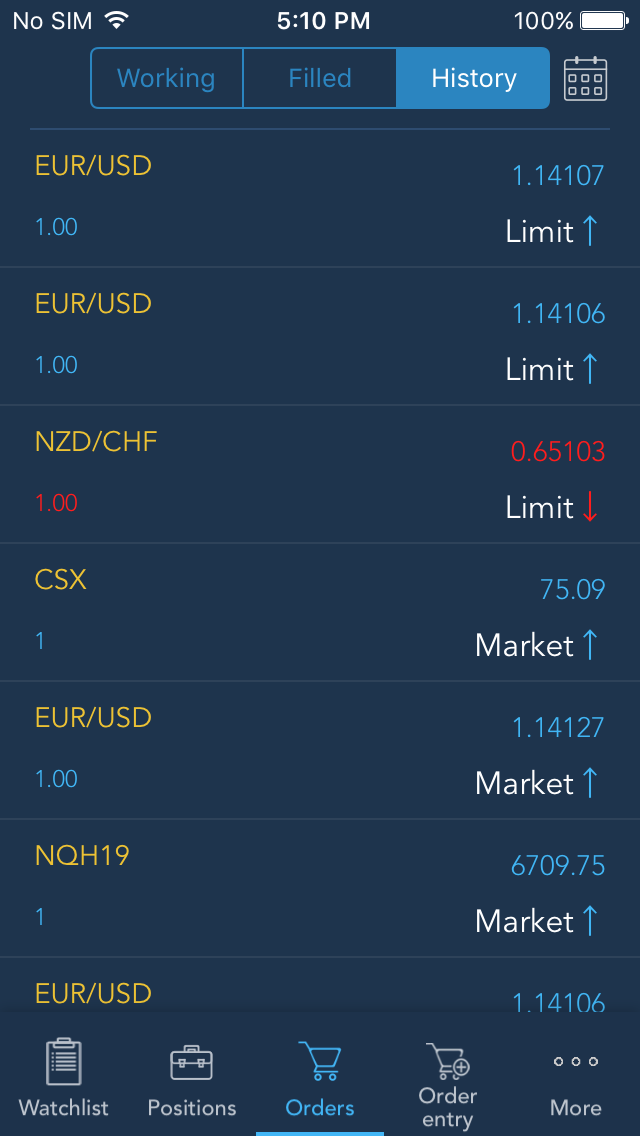 No SIM 5:10 PM 100%
Working Filled History
EUR/USD 1.14107
1.00 Limit ↑
EUR/USD 1.14106
1.00 Limit ↑
NZD/CHF 0.65103
1.00 Limit ↓
CSX 75.09
1 Market ↑
EUR/USD 1.14127
1.00 Market ↑
NQH19 6709.75
1 Market ↑
EUR/USD 1.14106
Watchlist Positions Orders Order entry More